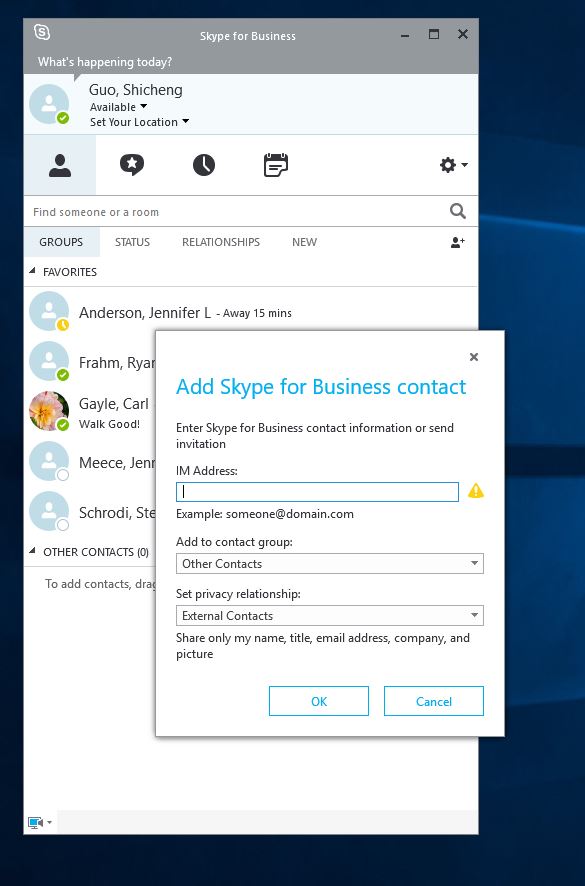 Skype for Business
What's happening today?
Guo, Shicheng
Available
Set Your Location
Find someone or a room
GROUPS STATUS RELATIONSHIPS NEW
FAVORITES
Anderson, Jennifer L - Away 15 mins
Frahm, Ryan
Gayle, Carl
Walk Good!
Meece, Jenn
Schrodi, Ste
OTHER CONTACTS (0)
To add contacts, drag
Add Skype for Business contact
Enter Skype for Business contact information or send
invitation
IM Address:
Example: someone@domain.com
Add to contact group:
Other Contacts
Set privacy relationship:
External Contacts
Share only my name, title, email address, company, and
picture
OK Cancel